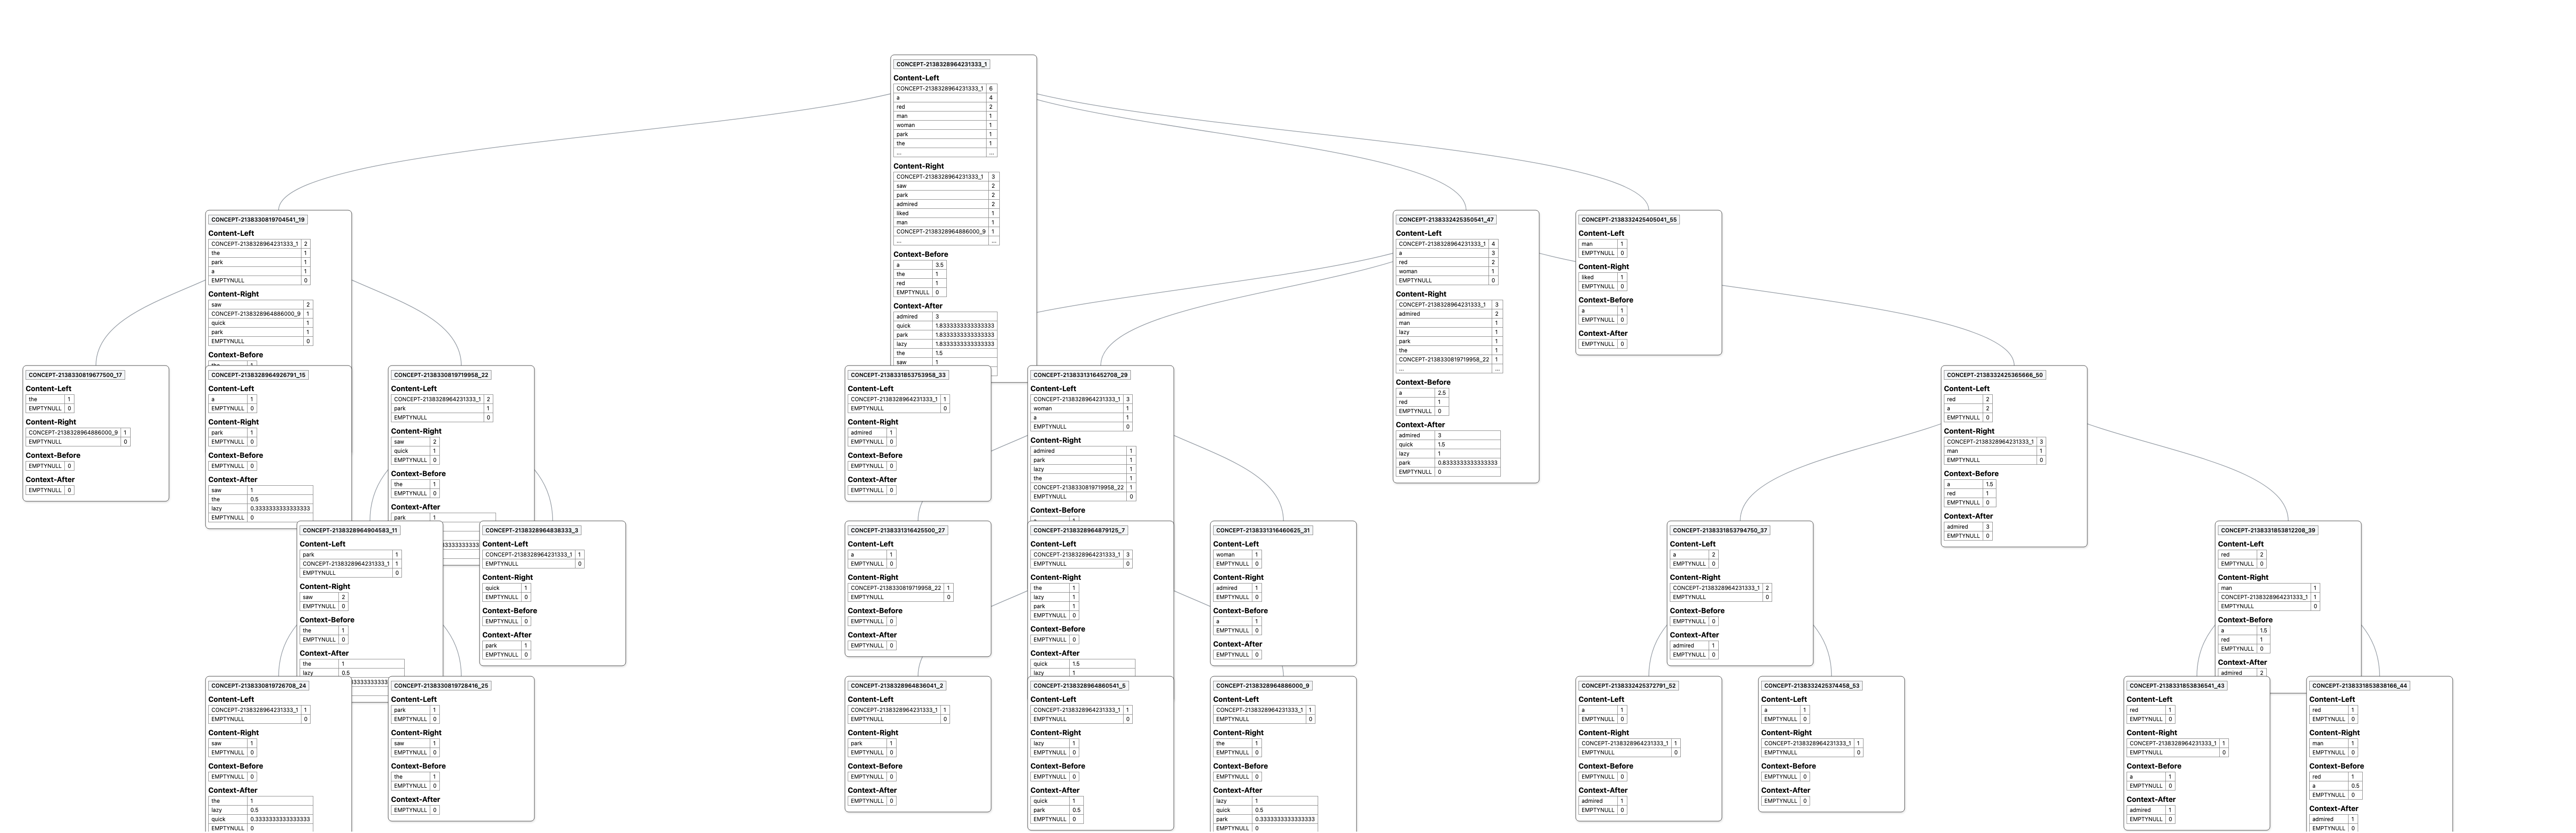 CONCEPT-2138328964231333_1
Content-Left
CONCEPT-2138328964231333_1 6
a 4
red 2
man 1
woman 1
park 1
the 1
... ...
Content-Right
CONCEPT-2138328964231333_1 3
saw 2
park 2
admired 2
liked 1
man 1
CONCEPT-2138328964886000_9 1
... ...
Context-Before
a 3.5
the 1
red 1
EMPTYNULL 0
Context-After
admired 3
quick 1.8333333333333333
park 1.8333333333333333
lazy 1.8333333333333333
the 1.5
saw 1
CONCEPT-2138330819704541_19
Content-Left
CONCEPT-2138328964231333_1 2
the 1
park 1
a 1
EMPTYNULL 0
Content-Right
saw 2
CONCEPT-2138328964886000_9 1
quick 1
park 1
EMPTYNULL 0
Context-Before
CONCEPT-2138332425350541_47
Content-Left
CONCEPT-2138328964231333_1 4
a 3
red 2
woman 1
EMPTYNULL 0
Content-Right
CONCEPT-2138328964231333_1 3
admired 2
man 1
lazy 1
park 1
the 1
CONCEPT-2138330819719958_22 1
... ...
Context-Before
a 2.5
red 1
EMPTYNULL 0
Context-After
admired 3
quick 1.5
lazy 1
park 0.8333333333333333
EMPTYNULL 0
CONCEPT-2138332425405041_55
Content-Left
man 1
EMPTYNULL 0
Content-Right
liked 1
EMPTYNULL 0
Context-Before
a 1
EMPTYNULL 0
Context-After
EMPTYNULL 0
CONCEPT-2138330819677500_17
Content-Left
the 1
EMPTYNULL 0
Content-Right
CONCEPT-2138328964886000_9 1
EMPTYNULL 0
Context-Before
EMPTYNULL 0
Context-After
EMPTYNULL 0
CONCEPT-2138328964926791_15
Content-Left
a 1
EMPTYNULL 0
Content-Right
park 1
EMPTYNULL 0
Context-Before
EMPTYNULL 0
Context-After
saw 1
the 0.5
lazy 0.3333333333333333
EMPTYNULL 0
CONCEPT-2138330819719958_22
Content-Left
CONCEPT-2138328964231333_1 2
park 1
EMPTYNULL 0
Content-Right
saw 2
quick 1
EMPTYNULL 0
Context-Before
the 1
EMPTYNULL 0
Context-After
park 1
CONCEPT-2138331853753958_33
Content-Left
CONCEPT-2138328964231333_1 1
EMPTYNULL 0
Content-Right
admired 1
EMPTYNULL 0
Context-Before
EMPTYNULL 0
Context-After
EMPTYNULL 0
CONCEPT-2138331316452708_29
Content-Left
CONCEPT-2138328964231333_1 3
woman 1
a 1
EMPTYNULL 0
Content-Right
admired 1
park 1
lazy 1
the 1
CONCEPT-2138330819719958_22 1
EMPTYNULL 0
Context-Before
CONCEPT-2138332425365666_50
Content-Left
red 2
a 2
EMPTYNULL 0
Content-Right
CONCEPT-2138328964231333_1 3
man 1
EMPTYNULL 0
Context-Before
a 1.5
red 1
EMPTYNULL 0
Context-After
admired 3
EMPTYNULL 0
CONCEPT-2138328964904583_11
Content-Left
park 1
CONCEPT-2138328964231333_1 1
EMPTYNULL 0
Content-Right
saw 2
EMPTYNULL 0
Context-Before
the 1
EMPTYNULL 0
Context-After
the 1
lazy 0.5
CONCEPT-2138328964838333_3
Content-Left
CONCEPT-2138328964231333_1 1
EMPTYNULL 0
Content-Right
quick 1
EMPTYNULL 0
Context-Before
EMPTYNULL 0
Context-After
park 1
EMPTYNULL 0
CONCEPT-2138331316425500_27
Content-Left
a 1
EMPTYNULL 0
Content-Right
CONCEPT-2138330819719958_22 1
EMPTYNULL 0
Context-Before
EMPTYNULL 0
Context-After
EMPTYNULL 0
CONCEPT-2138328964879125_7
Content-Left
CONCEPT-2138328964231333_1 3
EMPTYNULL 0
Content-Right
the 1
lazy 1
park 1
EMPTYNULL 0
Context-Before
EMPTYNULL 0
Context-After
quick 1.5
CONCEPT-2138331316460625_31
Content-Left
woman 1
EMPTYNULL 0
Content-Right
admired 1
EMPTYNULL 0
Context-Before
a 1
EMPTYNULL 0
Context-After
EMPTYNULL 0
CONCEPT-2138331853794750_37
Content-Left
a 2
EMPTYNULL 0
Content-Right
CONCEPT-2138328964231333_1 2
EMPTYNULL 0
Context-Before
EMPTYNULL 0
Context-After
admired 1
EMPTYNULL 0
CONCEPT-2138331853812208_39
Content-Left
red 2
EMPTYNULL 0
Content-Right
man 1
CONCEPT-2138328964231333_1 1
EMPTYNULL 0
Context-Before
a 1.5
red 1
EMPTYNULL 0
Context-After
admired 2
CONCEPT-2138330819726708_24
Content-Left
CONCEPT-2138328964231333_1 1
EMPTYNULL 0
Content-Right
saw 1
EMPTYNULL 0
Context-Before
EMPTYNULL 0
Context-After
the 1
lazy 0.5
quick 0.3333333333333333
EMPTYNULL 0
CONCEPT-2138330819728416_25
Content-Left
park 1
EMPTYNULL 0
Content-Right
saw 1
EMPTYNULL 0
Context-Before
the 1
EMPTYNULL 0
Context-After
EMPTYNULL 0
CONCEPT-2138328964836041_2
Content-Left
CONCEPT-2138328964231333_1 1
EMPTYNULL 0
Content-Right
park 1
EMPTYNULL 0
Context-Before
EMPTYNULL 0
Context-After
EMPTYNULL 0
CONCEPT-2138328964860541_5
Content-Left
CONCEPT-2138328964231333_1 1
EMPTYNULL 0
Content-Right
lazy 1
EMPTYNULL 0
Context-Before
EMPTYNULL 0
Context-After
quick 1
park 0.5
EMPTYNULL 0
CONCEPT-2138328964886000_9
Content-Left
CONCEPT-2138328964231333_1 1
EMPTYNULL 0
Content-Right
the 1
EMPTYNULL 0
Context-Before
EMPTYNULL 0
Context-After
lazy 1
quick 0.5
park 0.3333333333333333
EMPTYNULL 0
CONCEPT-2138332425372791_52
Content-Left
a 1
EMPTYNULL 0
Content-Right
CONCEPT-2138328964231333_1 1
EMPTYNULL 0
Context-Before
EMPTYNULL 0
Context-After
admired 1
EMPTYNULL 0
CONCEPT-2138332425374458_53
Content-Left
a 1
EMPTYNULL 0
Content-Right
CONCEPT-2138328964231333_1 1
EMPTYNULL 0
Context-Before
EMPTYNULL 0
Context-After
EMPTYNULL 0
CONCEPT-2138331853836541_43
Content-Left
red 1
EMPTYNULL 0
Content-Right
CONCEPT-2138328964231333_1 1
EMPTYNULL 0
Context-Before
a 1
EMPTYNULL 0
Context-After
admired 1
EMPTYNULL 0
CONCEPT-2138331853838166_44
Content-Left
red 1
EMPTYNULL 0
Content-Right
man 1
EMPTYNULL 0
Context-Before
red 1
a 0.5
EMPTYNULL 0
Context-After
admired 1
EMPTYNULL 0